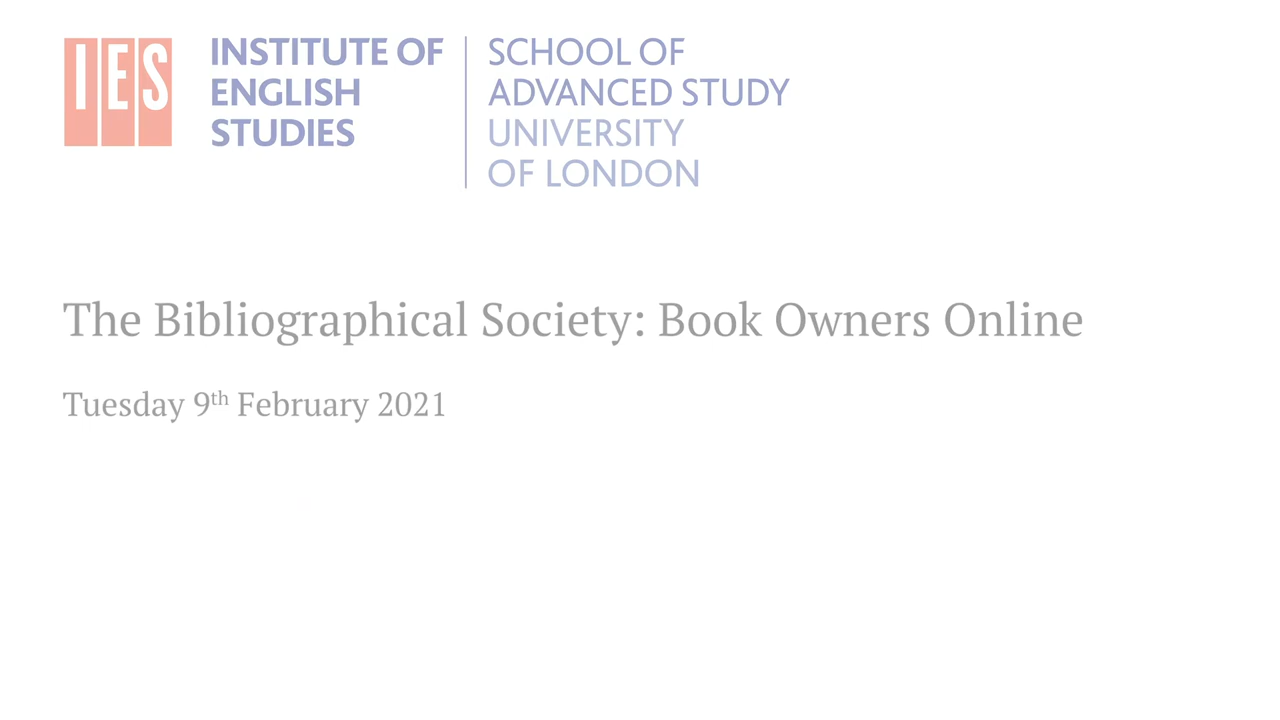 IES
INSTITUTE OF
ENGLISH
STUDIES
SCHOOL OF
ADVANCED STUDY
UNIVERSITY
OF LONDON
The Bibliographical Society: Book Owners Online
Tuesday 9th February 2021